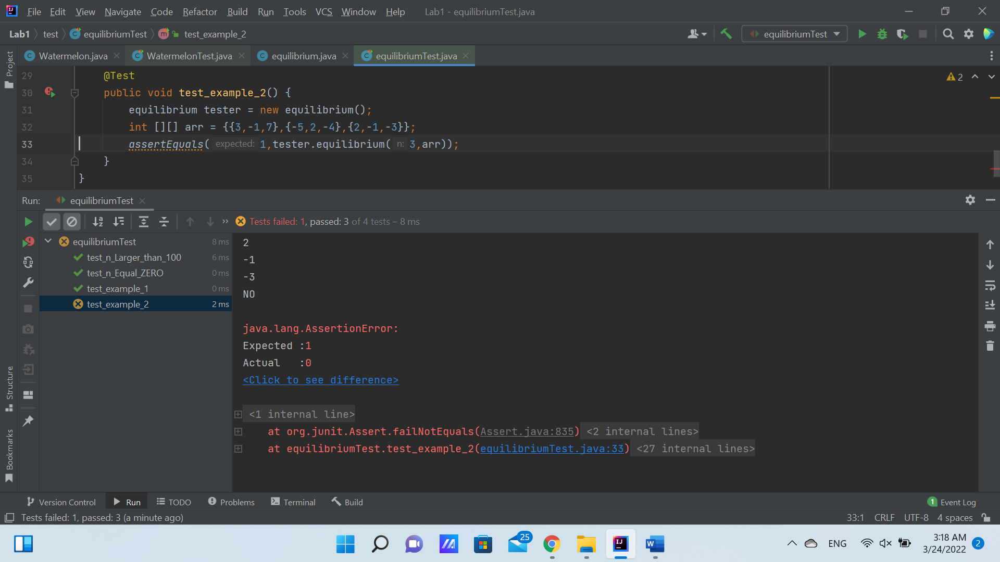 File Edit View Navigate Code Refactor Build Run Tools VCS Window Help Lab1 - equilibriumTest.java
Lab1 test equilibriumTest m test_example_2 equilibriumTest
Watermelon.java WatermelonTest.java equilibrium.java equilibriumTest.java
Project
29 @Test
2
30 public void test_example_2() {
31 equilibrium tester = new equilibrium();
32 int [][] arr = {{3,-1,7},{-5,2,-4},{2,-1,-3}};
33 assertEquals( expected: 1,tester.equilibrium( n: 3,arr));
34 }
35 }
Run: equilibriumTest
Tests failed: 1, passed: 3 of 4 tests – 8 ms
equilibriumTest 8 ms
test_n_Larger_than_100 6 ms
test_n_Equal_ZERO 0 ms
test_example_1 0 ms
test_example_2 2 ms
2
-1
-3
NO
java.lang.AssertionError:
Expected :1
Actual   :0
<Click to see difference>
<1 internal line>
at org.junit.Assert.failNotEquals(Assert.java:835) <2 internal lines>
at equilibriumTest.test_example_2(equilibriumTest.java:33) <27 internal lines>
Structure
Bookmarks
Version Control Run TODO Problems Terminal Build 1 Event Log
Tests failed: 1, passed: 3 (a minute ago) 33:1 CRLF UTF-8 4 spaces
25
ENG
3:18 AM
3/24/2022
2